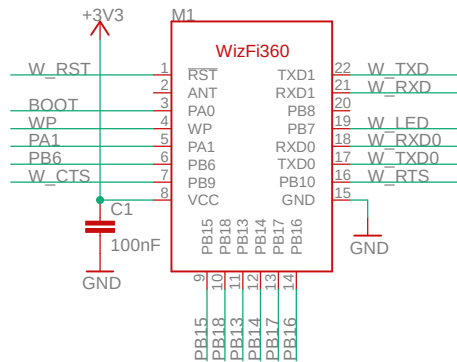 +3V3
M1
WizFi360
W_RST 1 RST TXD1 22 W_TXD
2 ANT RXD1 21 W_RXD
BOOT 3 PA0 PB8 20
WP 4 WP PB7 19 W_LED
PA1 5 PA1 RXD0 18 W_RXD0
PB6 6 PB6 TXD0 17 W_TXD0
W_CTS 7 PB9 PB10 16 W_RTS
8 VCC GND 15
C1
100nF
GND
GND
PB15 PB18 PB13 PB14 PB17 PB16
9 10 11 12 13 14
PB15 PB18 PB13 PB14 PB17 PB16